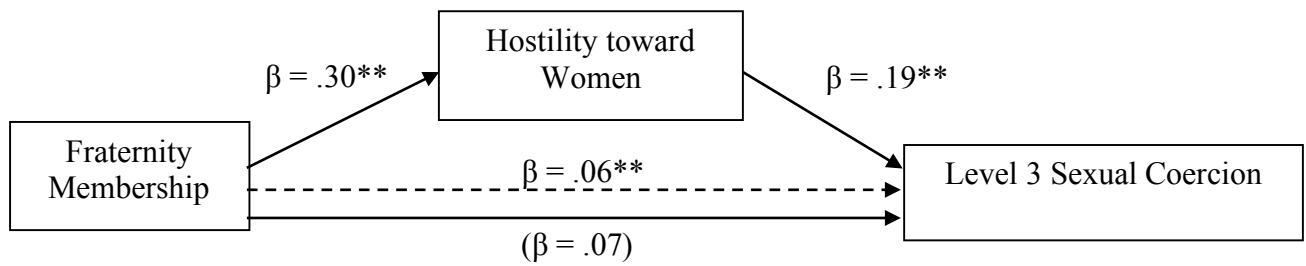 Hostility toward
Women
β = .30**
β = .19**
Fraternity
Membership
β = .06**
Level 3 Sexual Coercion
(β = .07)